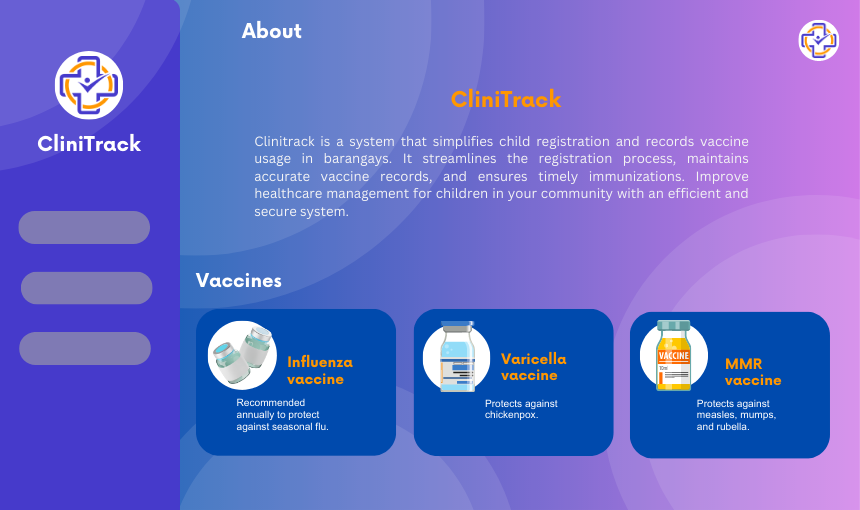 About
CliniTrack
CliniTrack
Clinitrack is a system that simplifies child registration and records vaccine
usage in barangays. It streamlines the registration process, maintains
accurate vaccine records, and ensures timely immunizations. Improve
healthcare management for children in your community with an efficient and
secure system.
Vaccines
Influenza
vaccine
Recommended
annually to protect
against seasonal flu.
Varicella
vaccine
Protects against
chickenpox.
VACCINE
MMR
vaccine
Protects against
measles, mumps,
and rubella.